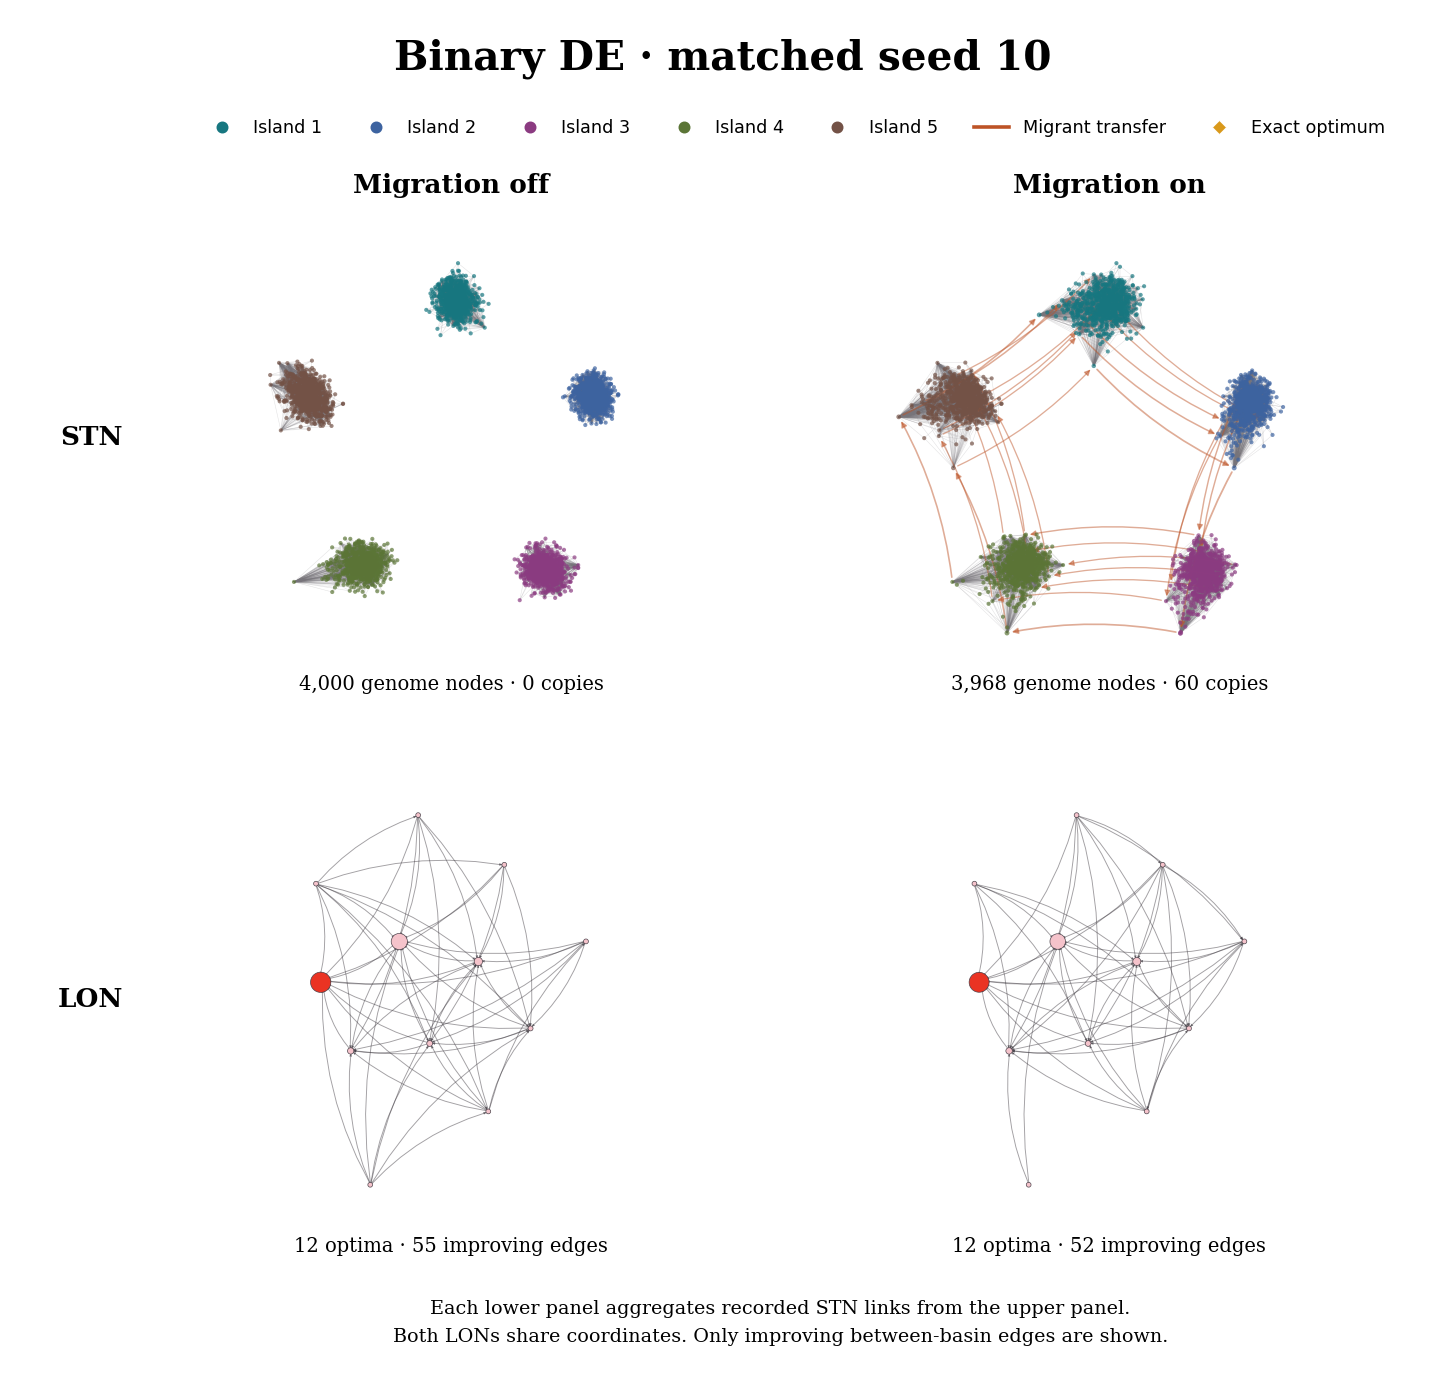 Binary DE · matched seed 10
Island 1 Island 2 Island 3 Island 4 Island 5 Migrant transfer Exact optimum
Migration off Migration on
STN
4,000 genome nodes · 0 copies 3,968 genome nodes · 60 copies
LON
12 optima · 55 improving edges 12 optima · 52 improving edges
Each lower panel aggregates recorded STN links from the upper panel.
Both LONs share coordinates. Only improving between-basin edges are shown.